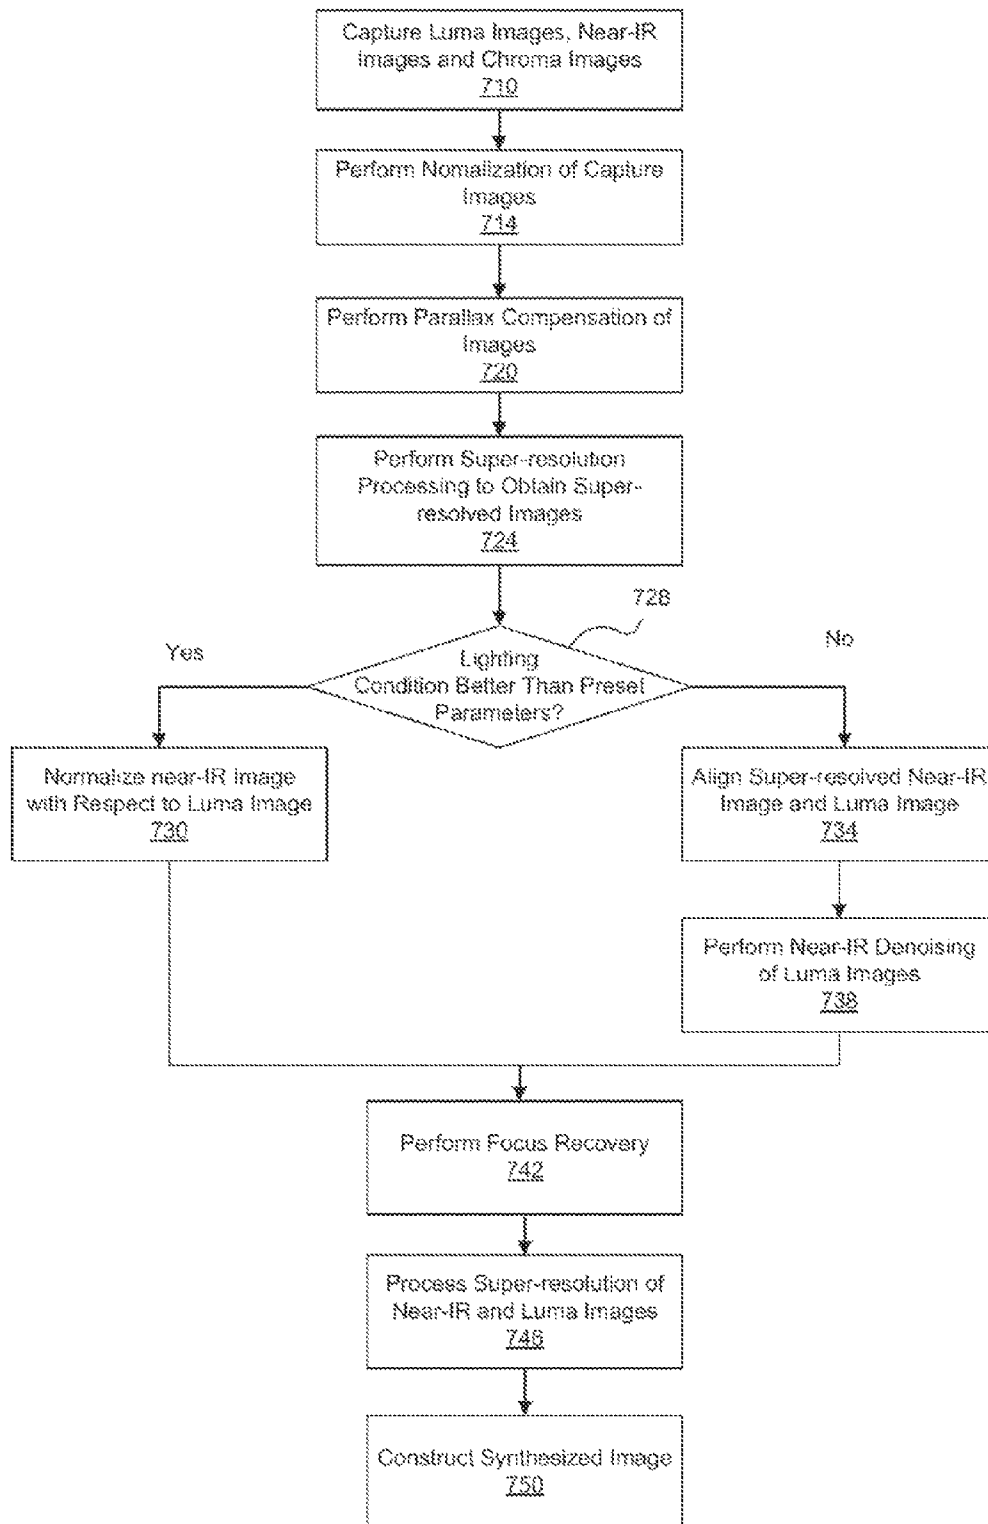 Capture Luma Images, Near-IR
Images and Chroma Images
710
Perform Nomalization of Capture
Images
714
Perform Parallax Compensation of
Images
720
Perform Super-resolution
Processing to Obtain Super-
resolved Images
724
728
Yes
No
Lighting
Condition Better Than Preset
Parameters?
Normalize near-IR image
with Respect to Luma Image
730
Align Super-resolved Near-IR
Image and Luma Image
734
Perform Near-IR Denoising
of Luma Images
738
Perform Focus Recovery
742
Process Super-resolution of
Near-IR and Luma Images
748
Construct Synthesized Image
750